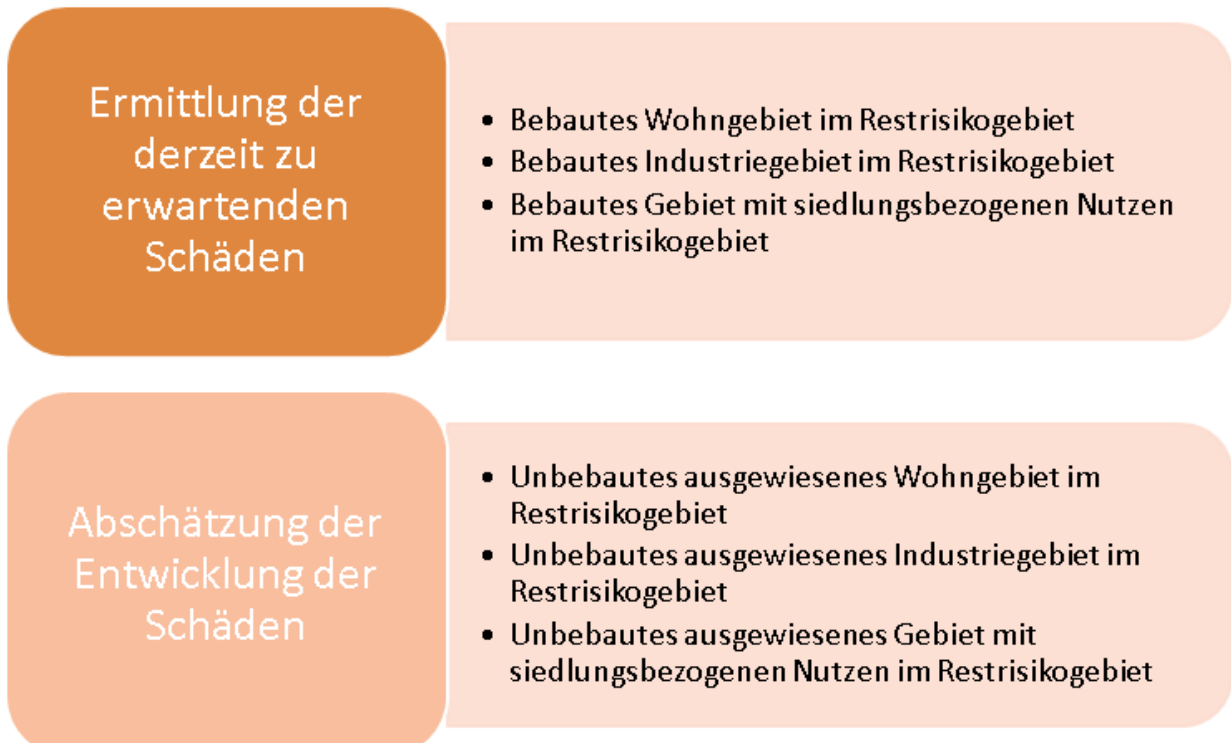 Ermittlung der
derzeit zu
erwartenden
Schäden
• Bebautes Wohngebiet im Restrisikogebiet
• Bebautes Industriegebiet im Restrisikogebiet
• Bebautes Gebiet mit siedlungsbezogenen Nutzen
im Restrisikogebiet
Abschätzung der
Entwicklung der
Schäden
• Unbebautes ausgewiesenes Wohngebiet im
Restrisikogebiet
• Unbebautes ausgewiesenes Industriegebiet im
Restrisikogebiet
• Unbebautes ausgewiesenes Gebiet mit
siedlungsbezogenen Nutzen im Restrisikogebiet